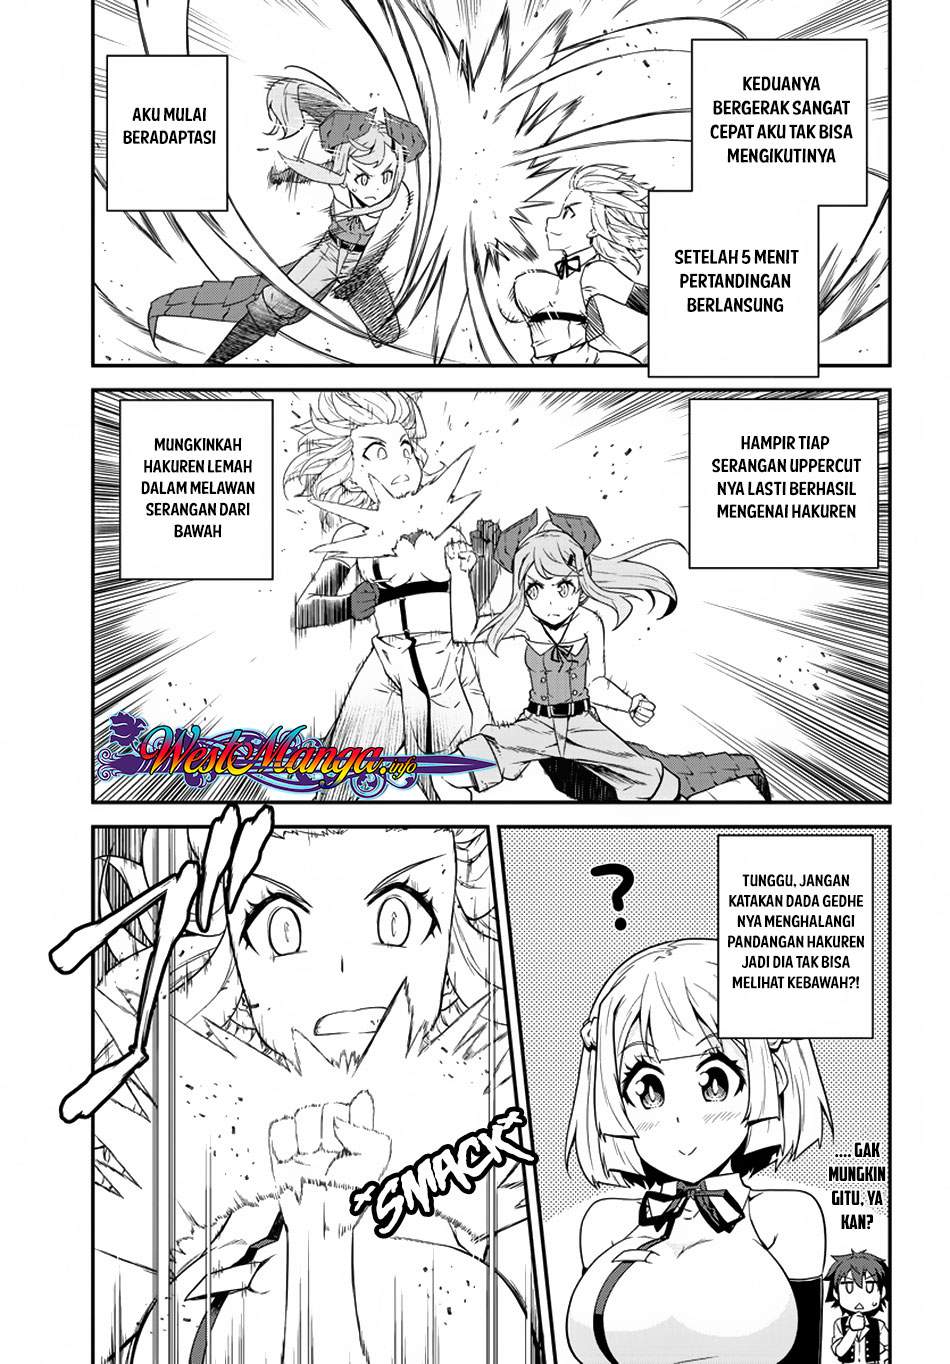 KEDUANYA
BERGERAK SANGAT
CEPAT AKU TAK BISA
MENGIKUTINYA
SETELAH 5 MENIT
PERTANDINGAN
BERLANSUNG
AKU MULAI
BERADAPTASI
HAMPIR TIAP
SERANGAN UPPERCUT
NYA LASTI BERHASIL
MENGENAI HAKUREN
MUNGKINKAH
HAKUREN LEMAH
DALAM MELAWAN
SERANGAN DARI
BAWAH
WestManga.info
TUNGGU, JANGAN
KATAKAN DADA GEDHE
NYA MENGHALANGI
PANDANGAN HAKUREN
JADI DIA TAK BISA
MELIHAT KEBAWAH?!
?
.... GAK
MUNGKIN
GITU, YA
KAN?
*SMACK*